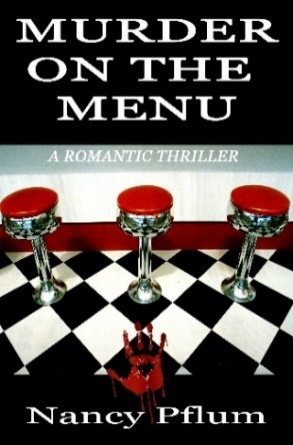 MURDER
ON THE
MENU
A ROMANTIC THRILLER
Nancy Pflum